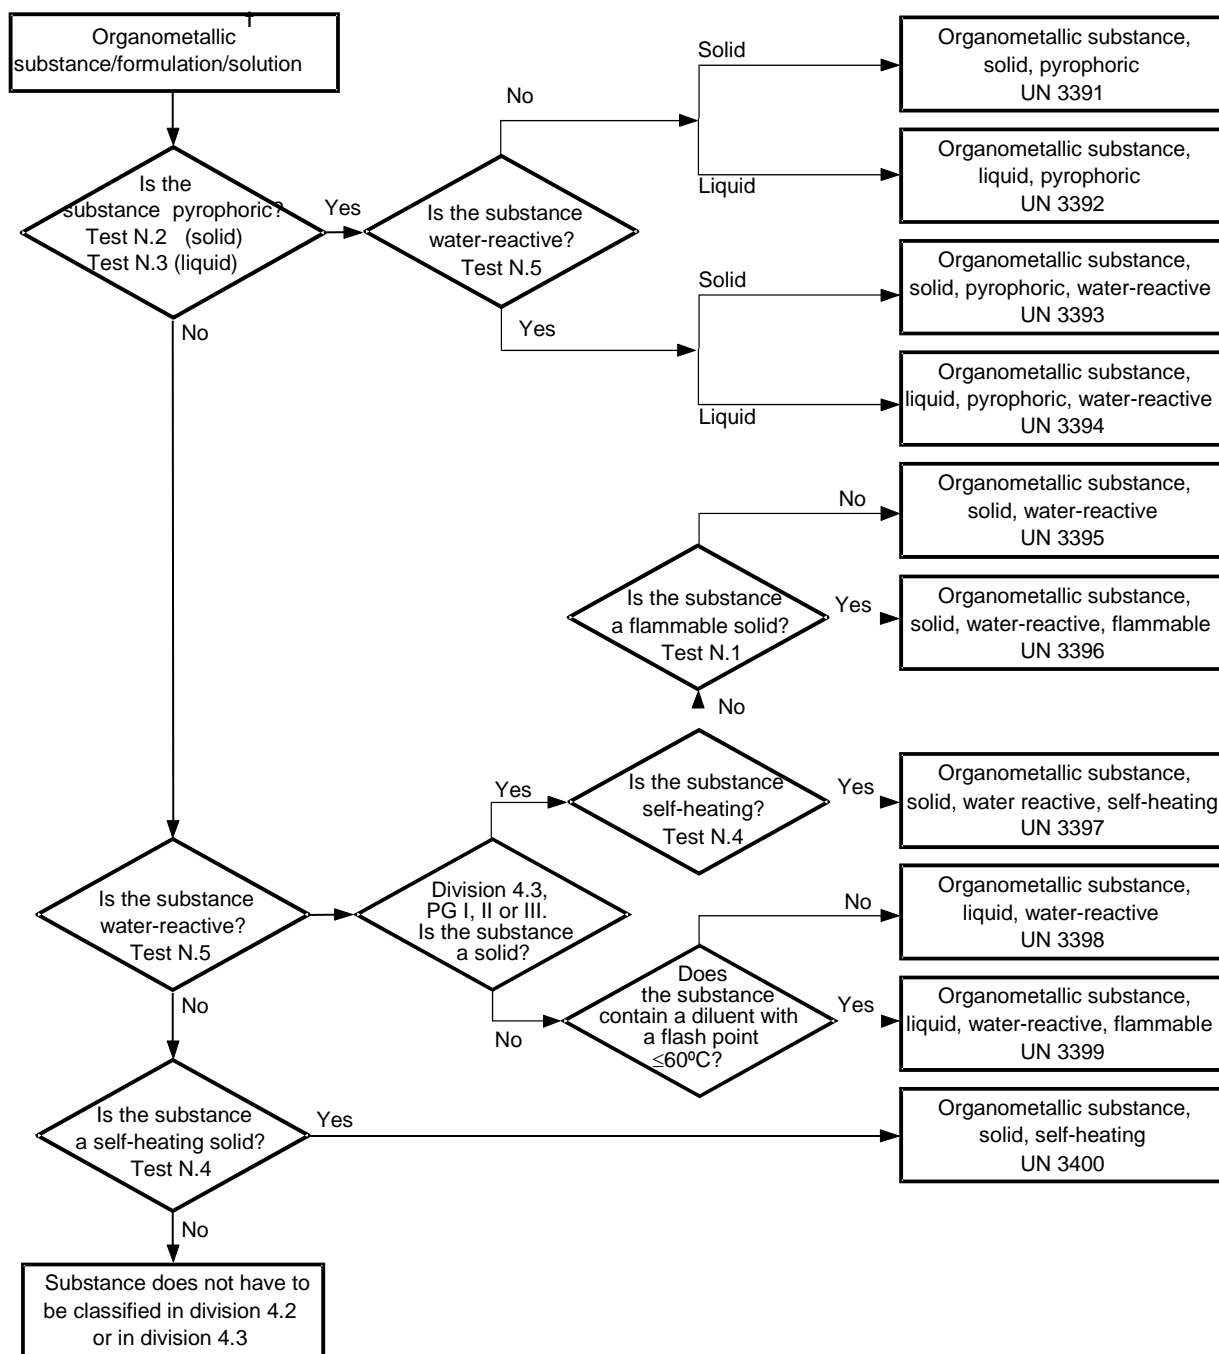 †
Organometallic
substance/formulation/solution
Is the
substance pyrophoric?
Test N.2 (solid)
Test N.3 (liquid)
Yes
No
Is the substance
water-reactive?
Test N.5
No
Yes
Solid
Liquid
Solid
Liquid
Organometallic substance,
solid, pyrophoric
UN 3391
Organometallic substance,
liquid, pyrophoric
UN 3392
Organometallic substance,
solid, pyrophoric, water-reactive
UN 3393
Organometallic substance,
liquid, pyrophoric, water-reactive
UN 3394
No
Organometallic substance,
solid, water-reactive
UN 3395
Is the substance
a flammable solid?
Test N.1
Yes
Organometallic substance,
solid, water-reactive, flammable
UN 3396
No
Is the substance
self-heating?
Test N.4
Yes
Yes
Organometallic substance,
solid, water reactive, self-heating
UN 3397
Is the substance
water-reactive?
Test N.5
Division 4.3,
PG I, II or III.
Is the substance
a solid?
No
Organometallic substance,
liquid, water-reactive
UN 3398
No
No
Does
the substance
contain a diluent with
a flash point
≤60ºC?
Yes
Organometallic substance,
liquid, water-reactive, flammable
UN 3399
Is the substance
a self-heating solid?
Test N.4
Yes
Organometallic substance,
solid, self-heating
UN 3400
No
Substance does not have to
be classified in division 4.2
or in division 4.3